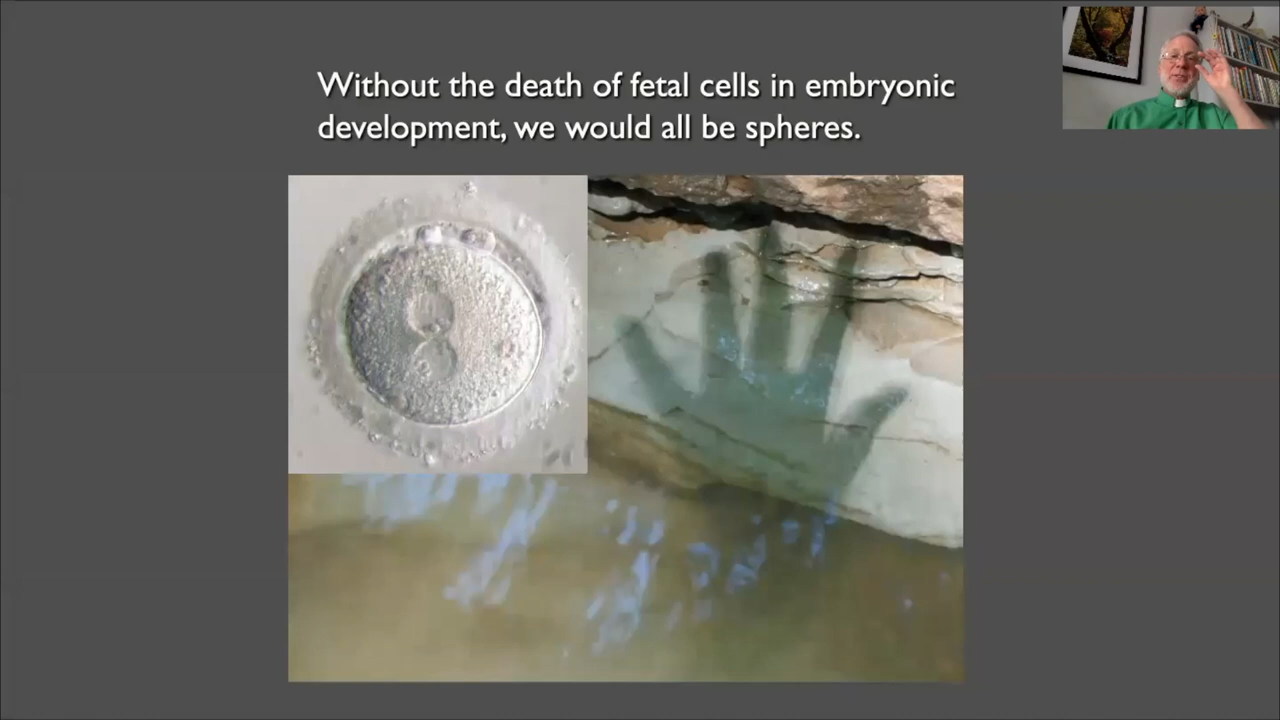 Without the death of fetal cells in embryonic
development, we would all be spheres.